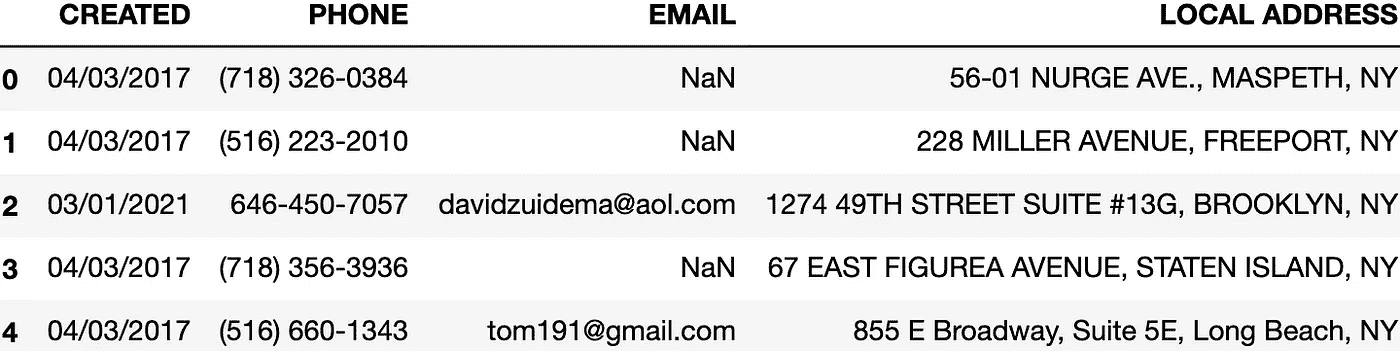 CREATED PHONE EMAIL LOCAL ADDRESS
0 04/03/2017 (718) 326-0384 NaN 56-01 NURGE AVE., MASPETH, NY
1 04/03/2017 (516) 223-2010 NaN 228 MILLER AVENUE, FREEPORT, NY
2 03/01/2021 646-450-7057 davidzuidema@aol.com 1274 49TH STREET SUITE #13G, BROOKLYN, NY
3 04/03/2017 (718) 356-3936 NaN 67 EAST FIGUREA AVENUE, STATEN ISLAND, NY
4 04/03/2017 (516) 660-1343 tom191@gmail.com 855 E Broadway, Suite 5E, Long Beach, NY